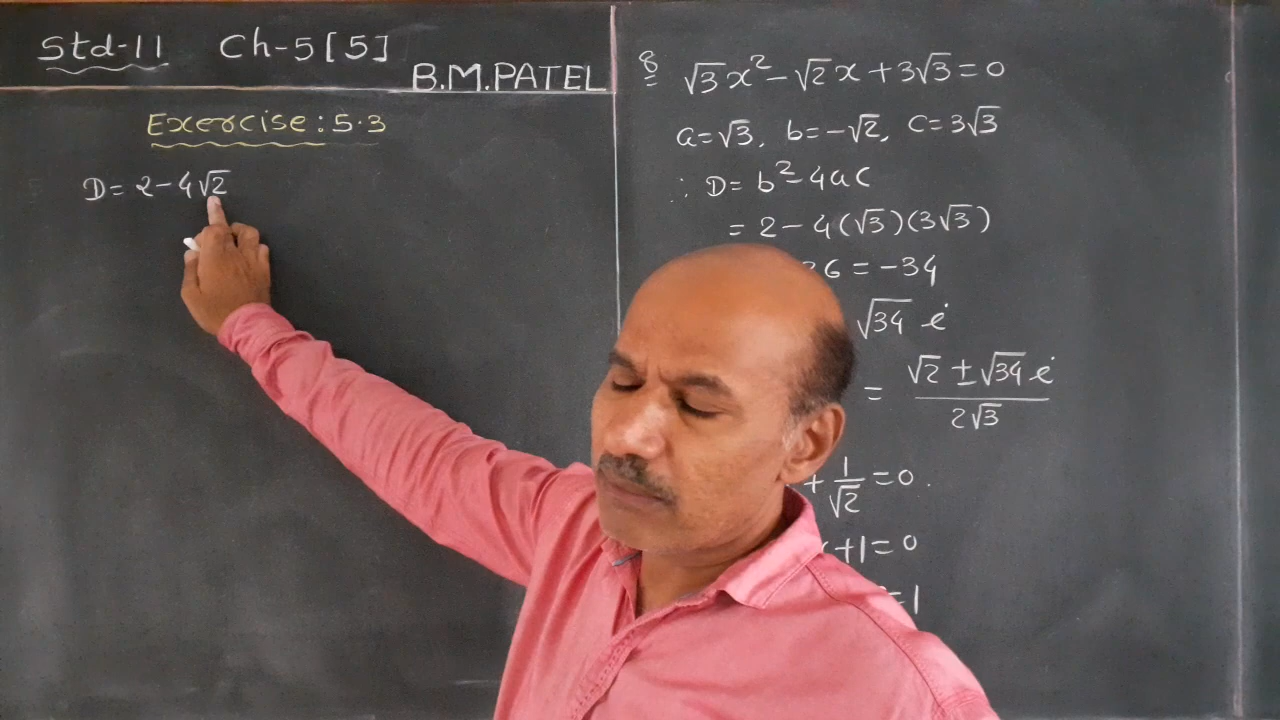 Std-11 Ch-5[5]
B.M.PATEL
Exercise: 5.3
D = 2 - 4√2
8 √3x² - √2x + 3√3 = 0
a = √3, b = -√2, c = 3√3
∴ D = b² - 4ac
= 2 - 4(√3)(3√3)
36 = -34
√34 i
= (√2 ± √34 i) / 2√3
+ 1/√2 = 0.
+1 = 0
= 1